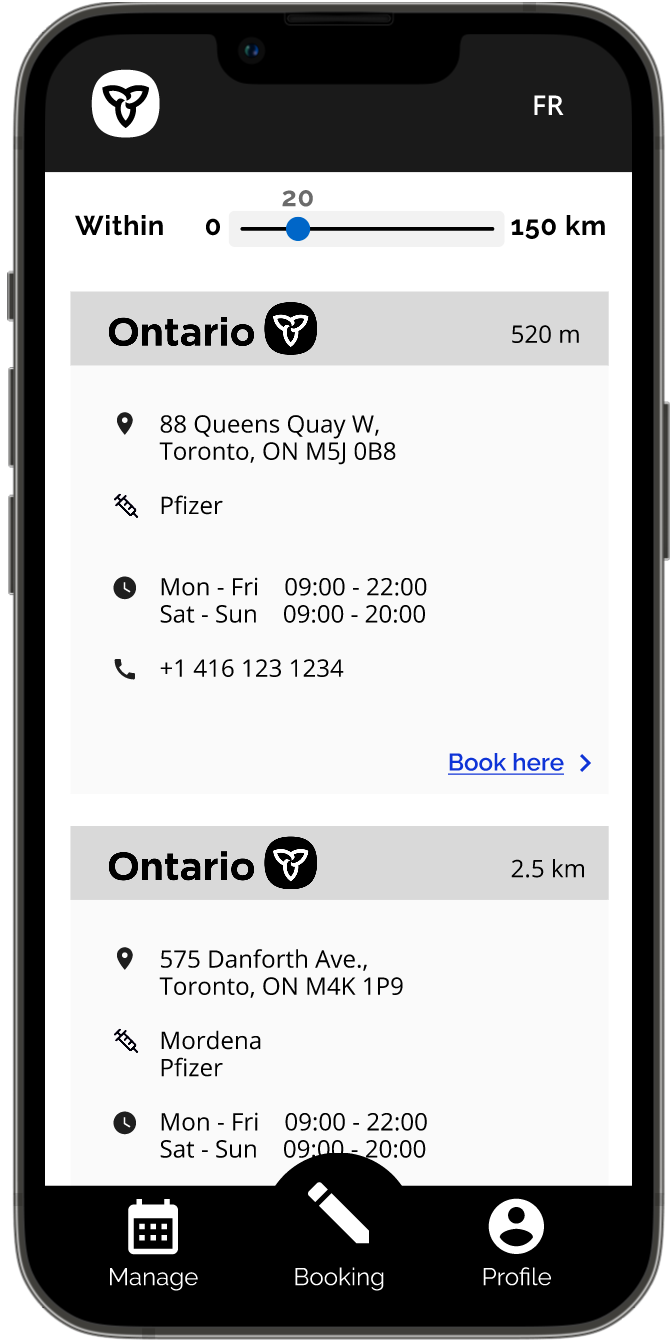 FR
20
Within 0 150 km
Ontario 520 m
88 Queens Quay W,
Toronto, ON M5J 0B8
Pfizer
Mon - Fri 09:00 - 22:00
Sat - Sun 09:00 - 20:00
+1 416 123 1234
Book here
Ontario 2.5 km
575 Danforth Ave.,
Toronto, ON M4K 1P9
Mordena
Pfizer
Mon - Fri 09:00 - 22:00
Sat - Sun 09:00 - 20:00
Manage Booking Profile